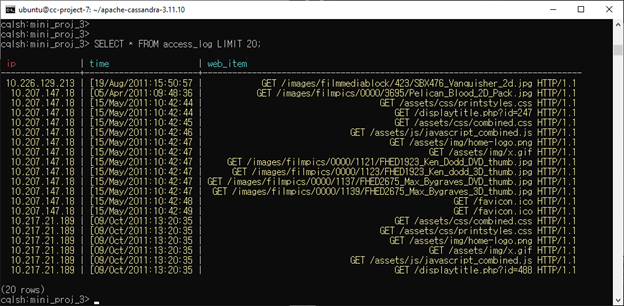 ubuntu@cc-project-7: ~/apache-cassandra-3.11.10
cqlsh:mini_proj_3>
cqlsh:mini_proj_3> SELECT * FROM access_log LIMIT 20;
ip | time | web_item
10.226.129.213 | [19/Aug/2011:15:50:57 | GET /images/filmmediablock/423/SBX476_Vanquisher_2d.jpg HTTP/1.1
10.207.147.18 | [05/Apr/2011:09:48:36 | GET /images/filmpics/0000/3695/Pelican_Blood_2D_Pack.jpg HTTP/1.1
10.207.147.18 | [15/May/2011:10:42:44 | GET /assets/css/printstyles.css HTTP/1.1
10.207.147.18 | [15/May/2011:10:42:44 | GET /displaytitle.php?id=247 HTTP/1.1
10.207.147.18 | [15/May/2011:10:42:45 | GET /assets/css/combined.css HTTP/1.1
10.207.147.18 | [15/May/2011:10:42:46 | GET /assets/js/javascript_combined.js HTTP/1.1
10.207.147.18 | [15/May/2011:10:42:47 | GET /assets/img/home-logo.png HTTP/1.1
10.207.147.18 | [15/May/2011:10:42:47 | GET /assets/img/x.gif HTTP/1.1
10.207.147.18 | [15/May/2011:10:42:47 | GET /images/filmpics/0000/1121/FHED1923_Ken_Dodd_DVD_thumb.jpg HTTP/1.1
10.207.147.18 | [15/May/2011:10:42:47 | GET /images/filmpics/0000/1123/FHED1923_Ken_dodd_3D_thumb.jpg HTTP/1.1
10.207.147.18 | [15/May/2011:10:42:47 | GET /images/filmpics/0000/1137/FHED2675_Max_Bygraves_DVD_thumb.jpg HTTP/1.1
10.207.147.18 | [15/May/2011:10:42:47 | GET /images/filmpics/0000/1139/FHED2675_Max_Bygraves_3D_thumb.jpg HTTP/1.1
10.207.147.18 | [15/May/2011:10:42:48 | GET /favicon.ico HTTP/1.1
10.207.147.18 | [15/May/2011:10:42:49 | GET /favicon.ico HTTP/1.1
10.217.21.189 | [09/Oct/2011:13:20:35 | GET /assets/css/combined.css HTTP/1.1
10.217.21.189 | [09/Oct/2011:13:20:35 | GET /assets/css/printstyles.css HTTP/1.1
10.217.21.189 | [09/Oct/2011:13:20:35 | GET /assets/img/home-logo.png HTTP/1.1
10.217.21.189 | [09/Oct/2011:13:20:35 | GET /assets/img/x.gif HTTP/1.1
10.217.21.189 | [09/Oct/2011:13:20:35 | GET /assets/js/javascript_combined.js HTTP/1.1
10.217.21.189 | [09/Oct/2011:13:20:35 | GET /displaytitle.php?id=488 HTTP/1.1
(20 rows)
cqlsh:mini_proj_3>